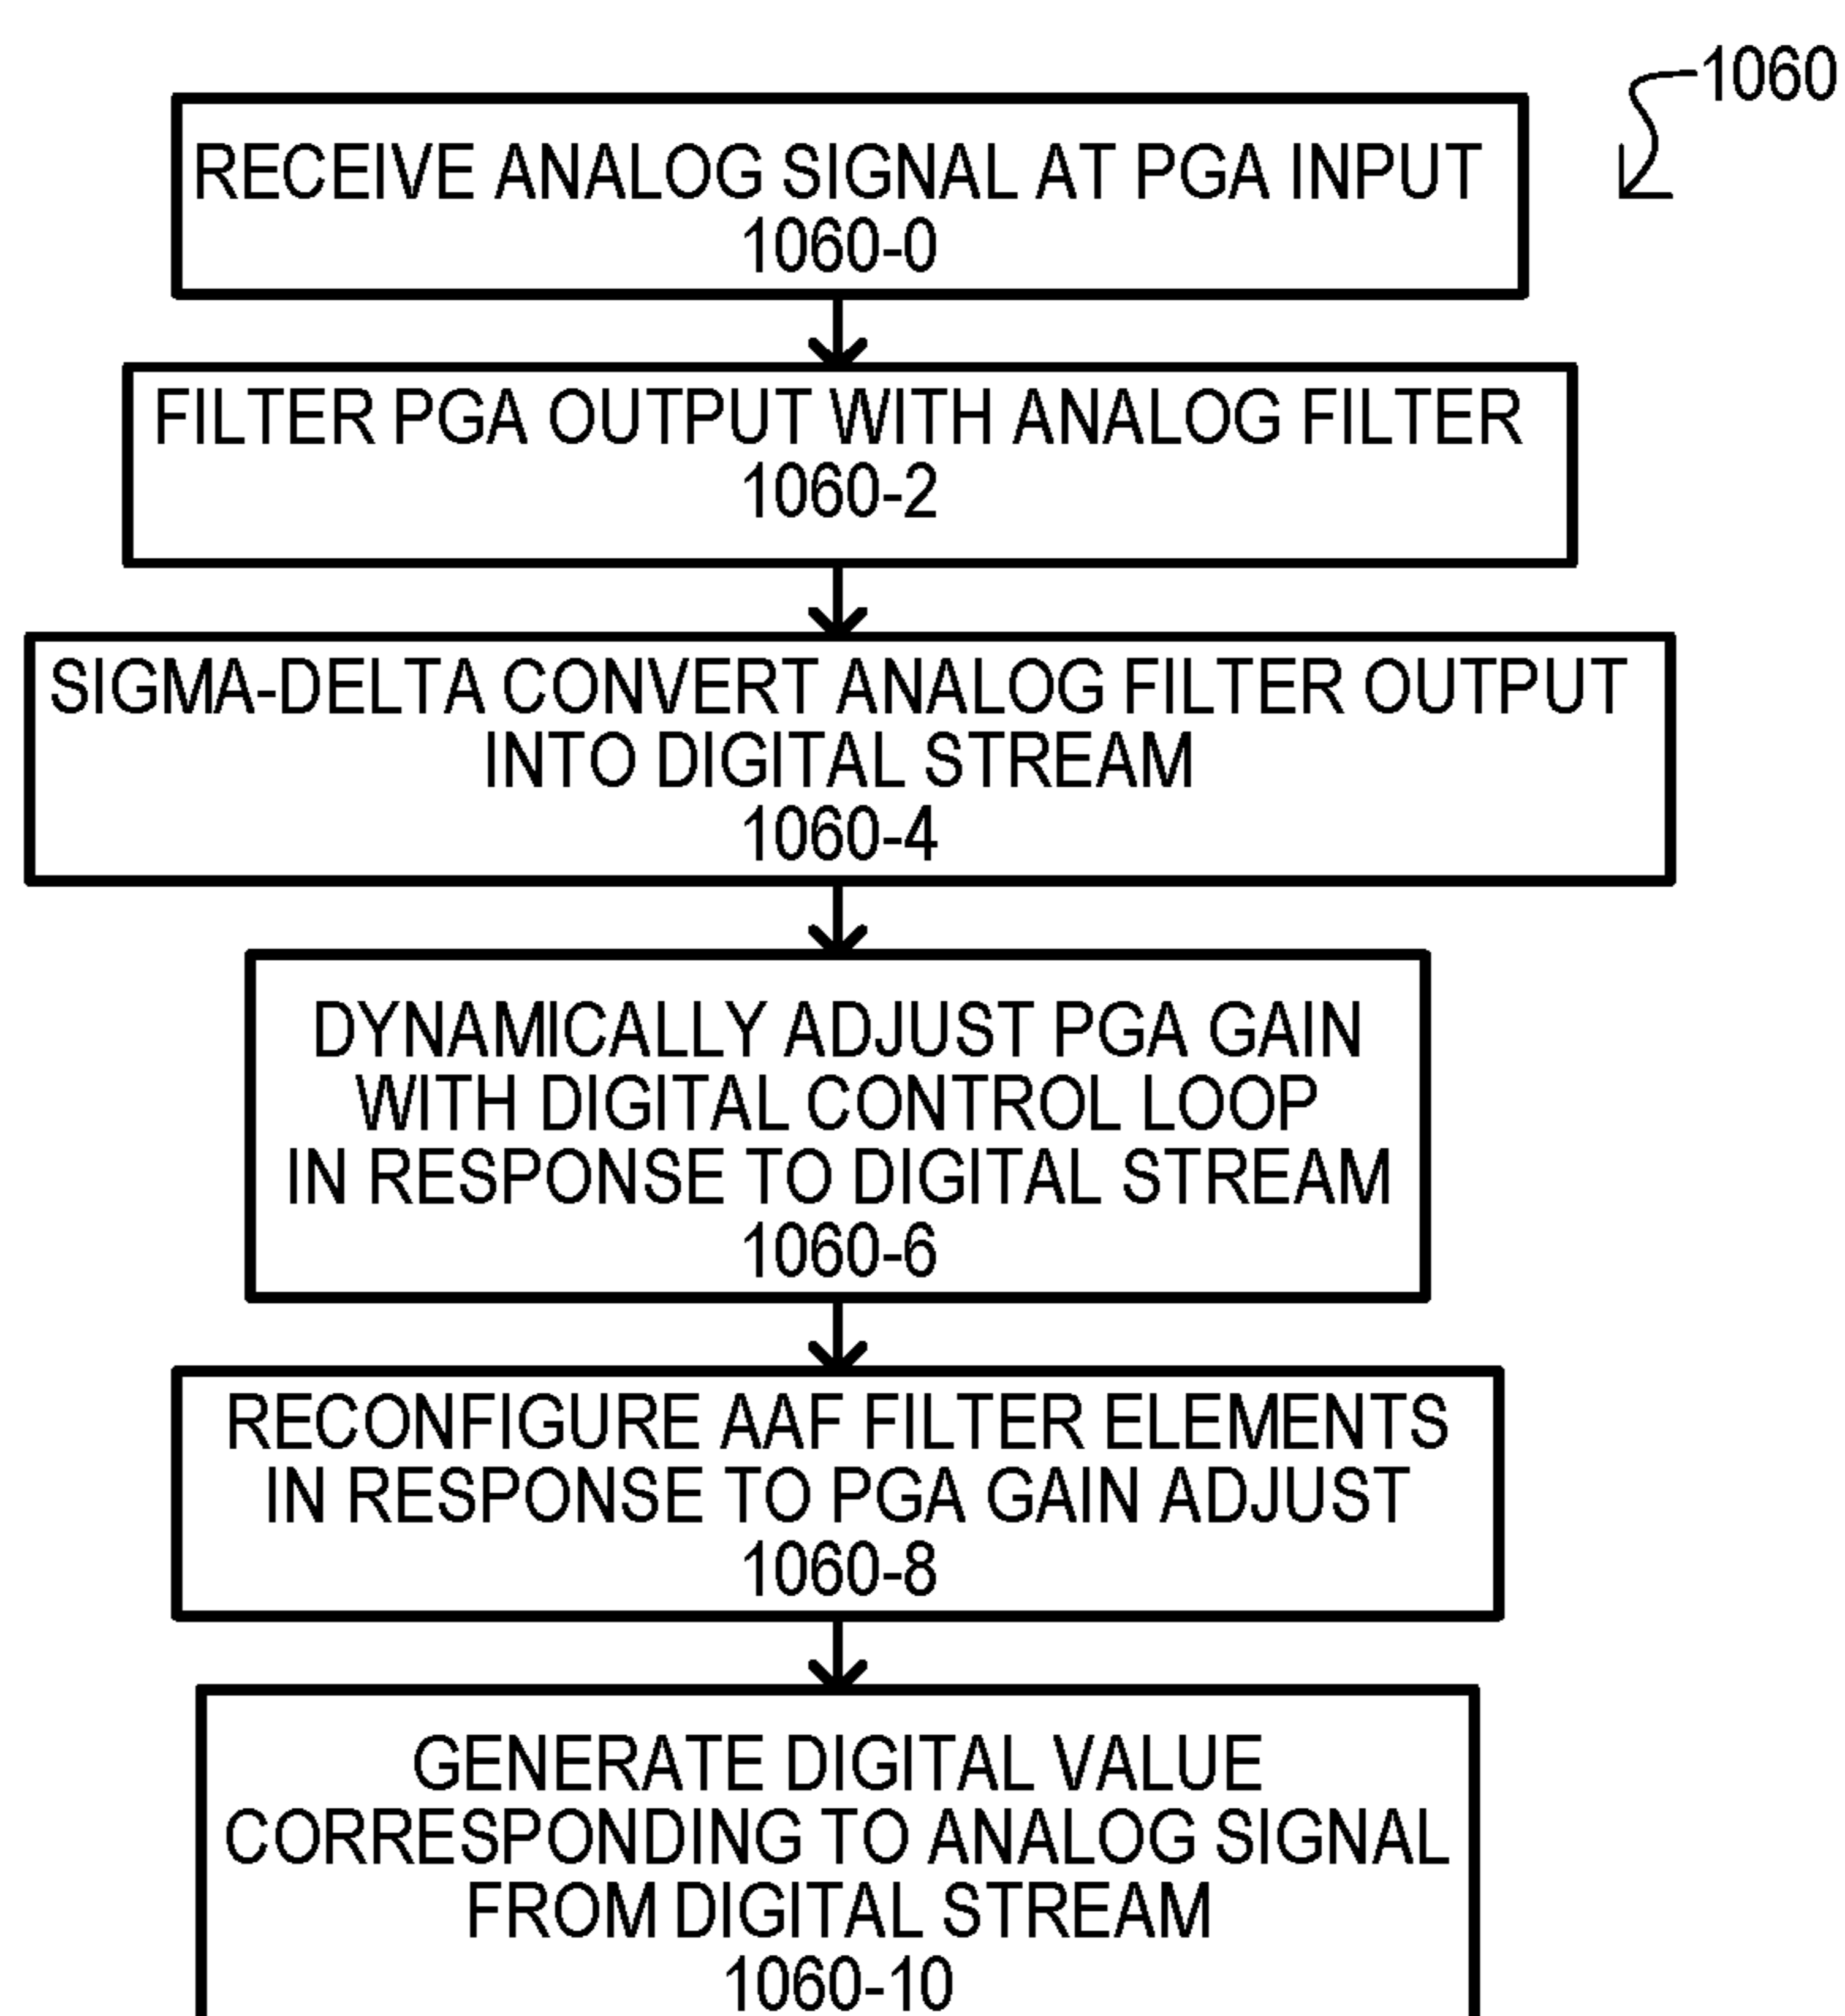 1060
RECEIVE ANALOG SIGNAL AT PGA INPUT
1060-0
FILTER PGA OUTPUT WITH ANALOG FILTER
1060-2
SIGMA-DELTA CONVERT ANALOG FILTER OUTPUT
INTO DIGITAL STREAM
1060-4
DYNAMICALLY ADJUST PGA GAIN
WITH DIGITAL CONTROL LOOP
IN RESPONSE TO DIGITAL STREAM
1060-6
RECONFIGURE AAF FILTER ELEMENTS
IN RESPONSE TO PGA GAIN ADJUST
1060-8
GENERATE DIGITAL VALUE
CORRESPONDING TO ANALOG SIGNAL
FROM DIGITAL STREAM
1060-10